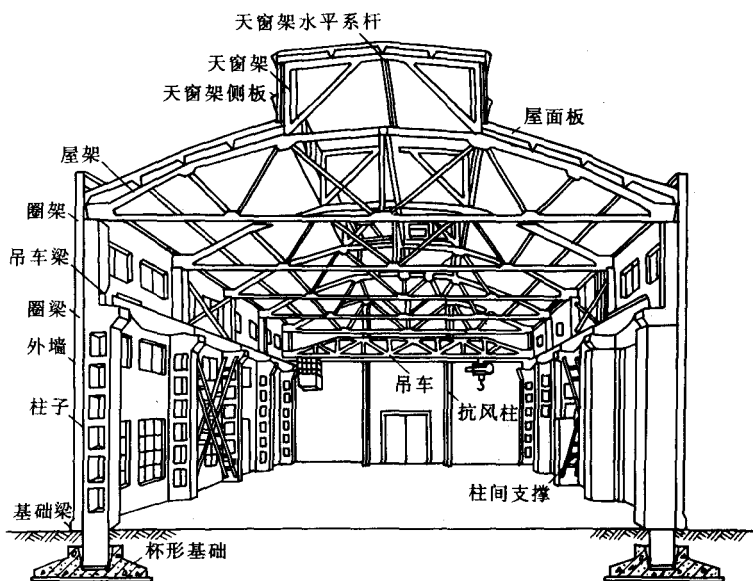 天窗架水平系杆
天窗架
天窗架侧板
屋面板
屋架
圈架
吊车梁
圈梁
外墙
吊车
柱子
抗风柱
柱间支撑
基础梁
杯形基础